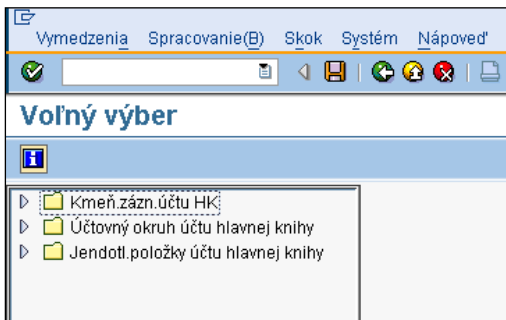 Vymedzenia Spracovanie(B) Skok Systém Nápoveď
Voľný výber
Kmeň.zázn.účtu HK
Účtovný okruh účtu hlavnej knihy
Jendotl.položky účtu hlavnej knihy